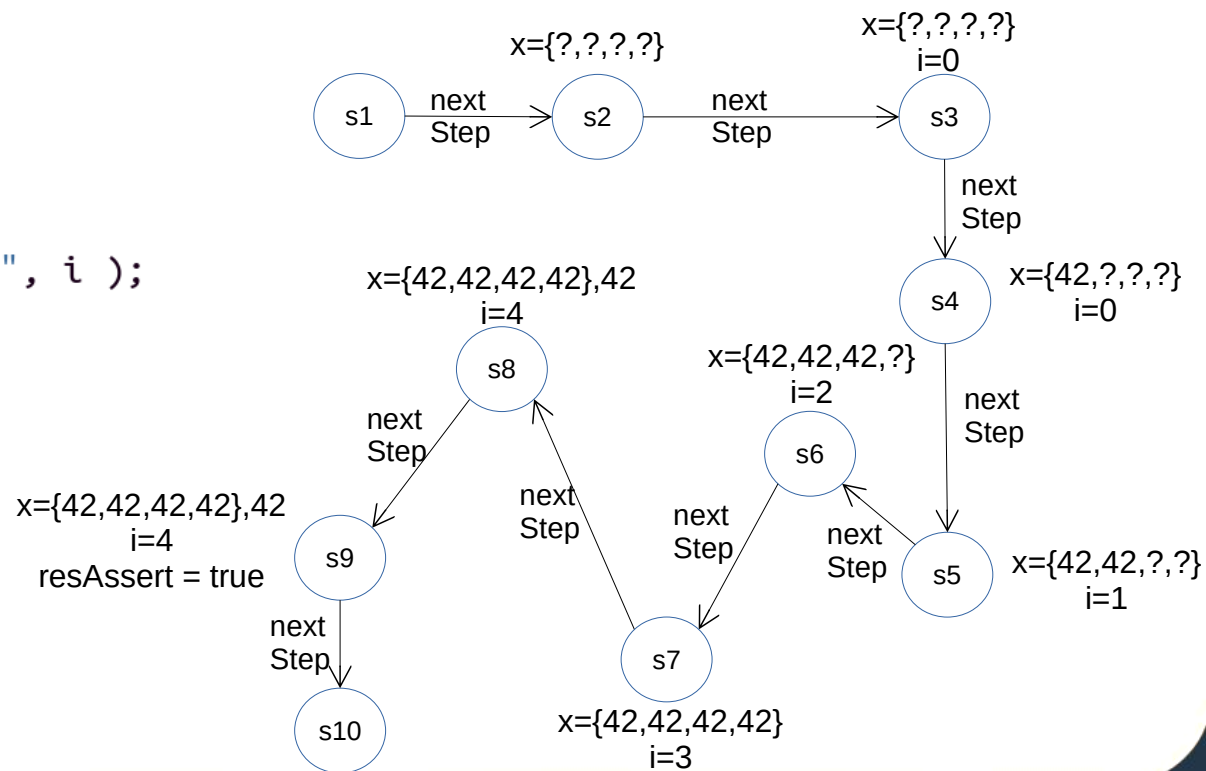 x={?,?,?,?}
x={?,?,?,?}
i=0
s1
next
Step
s2
next
Step
s3
next
Step
", i );
x={42,42,42,42},42
i=4
s8
s4
x={42,?,?,?}
i=0
x={42,42,42,?}
i=2
s6
next
Step
next
Step
x={42,42,42,42},42
i=4
resAssert = true
s9
next
Step
next
Step
next
Step
s5
x={42,42,?,?}
i=1
next
Step
s7
x={42,42,42,42}
i=3
s10